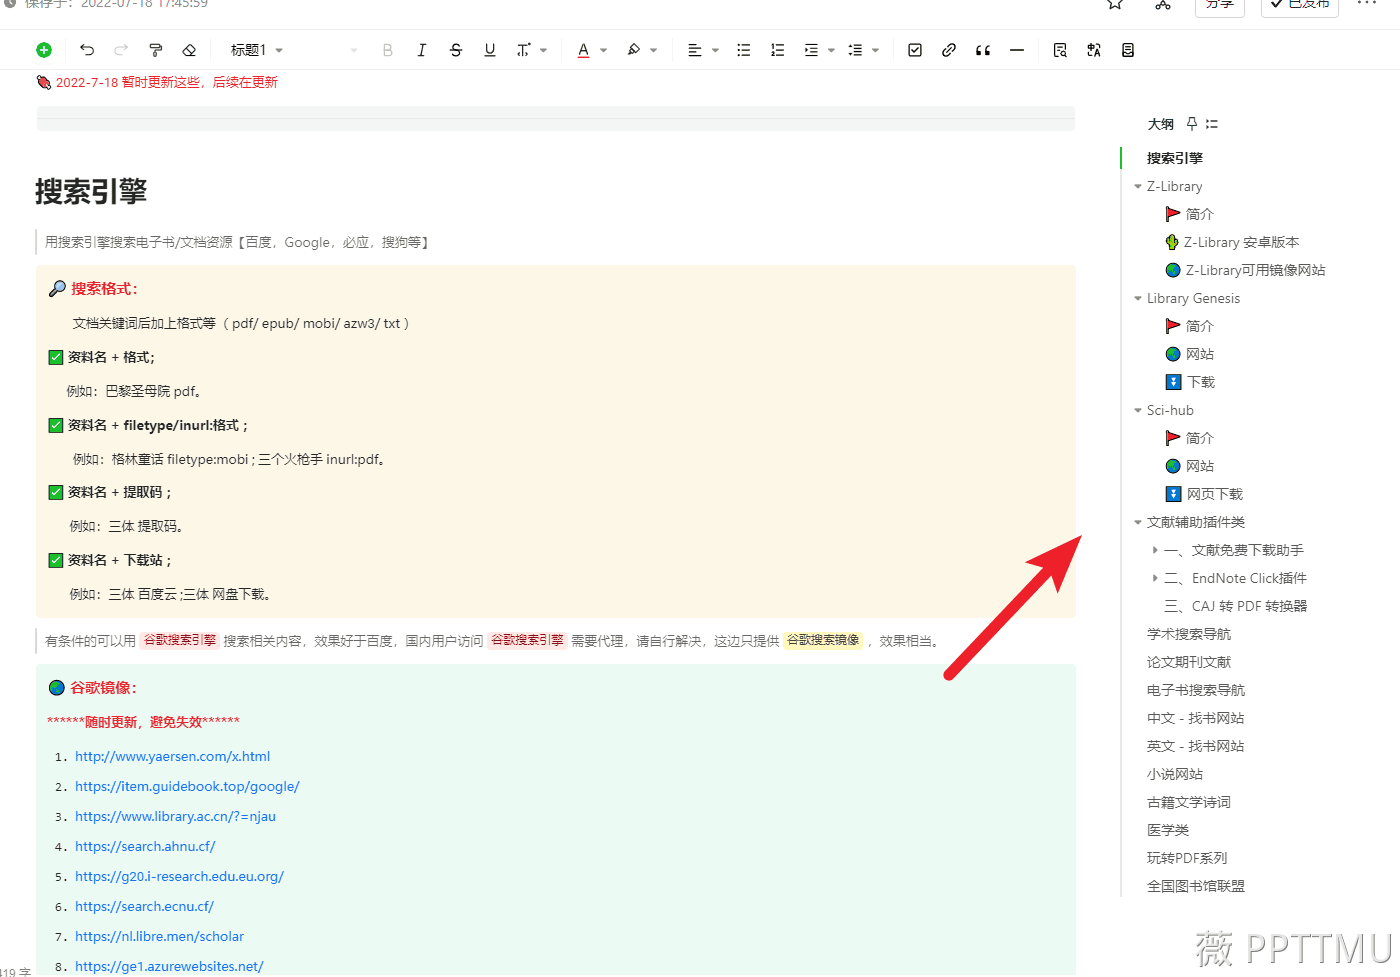 保存于：2022-07-18 17:45:59
分享
已发布
标题1
2022-7-18 暂时更新这些，后续在更新
搜索引擎
用搜索引擎搜索电子书/文档资源【百度，Google，必应，搜狗等】
搜索格式：
文档关键词后加上格式等（ pdf/ epub/ mobi/ azw3/ txt ）
资料名 + 格式；
例如：巴黎圣母院 pdf。
资料名 + filetype/inurl:格式 ；
例如：格林童话 filetype:mobi ; 三个火枪手 inurl:pdf。
资料名 + 提取码 ；
例如：三体 提取码。
资料名 + 下载站 ；
例如：三体 百度云 ;三体 网盘下载。
有条件的可以用 谷歌搜索引擎 搜索相关内容，效果好于百度，国内用户访问 谷歌搜索引擎 需要代理，请自行解决，这边只提供 谷歌搜索镜像 ，效果相当。
谷歌镜像：
******随时更新，避免失效******
1. http://www.yaersen.com/x.html
2. https://item.guidebook.top/google/
3. https://www.library.ac.cn/?=njau
4. https://search.ahnu.cf/
5. https://g20.i-research.edu.eu.org/
6. https://search.ecnu.cf/
7. https://nl.libre.men/scholar
8. https://ge1.azurewebsites.net/
419 字
大纲
搜索引擎
Z-Library
简介
Z-Library 安卓版本
Z-Library可用镜像网站
Library Genesis
简介
网站
下载
Sci-hub
简介
网站
网页下载
文献辅助插件类
一、文献免费下载助手
二、EndNote Click插件
三、CAJ 转 PDF 转换器
学术搜索导航
论文期刊文献
电子书搜索导航
中文 - 找书网站
英文 - 找书网站
小说网站
古籍文学诗词
医学类
玩转PDF系列
全国图书馆联盟
薇 PPTTMU